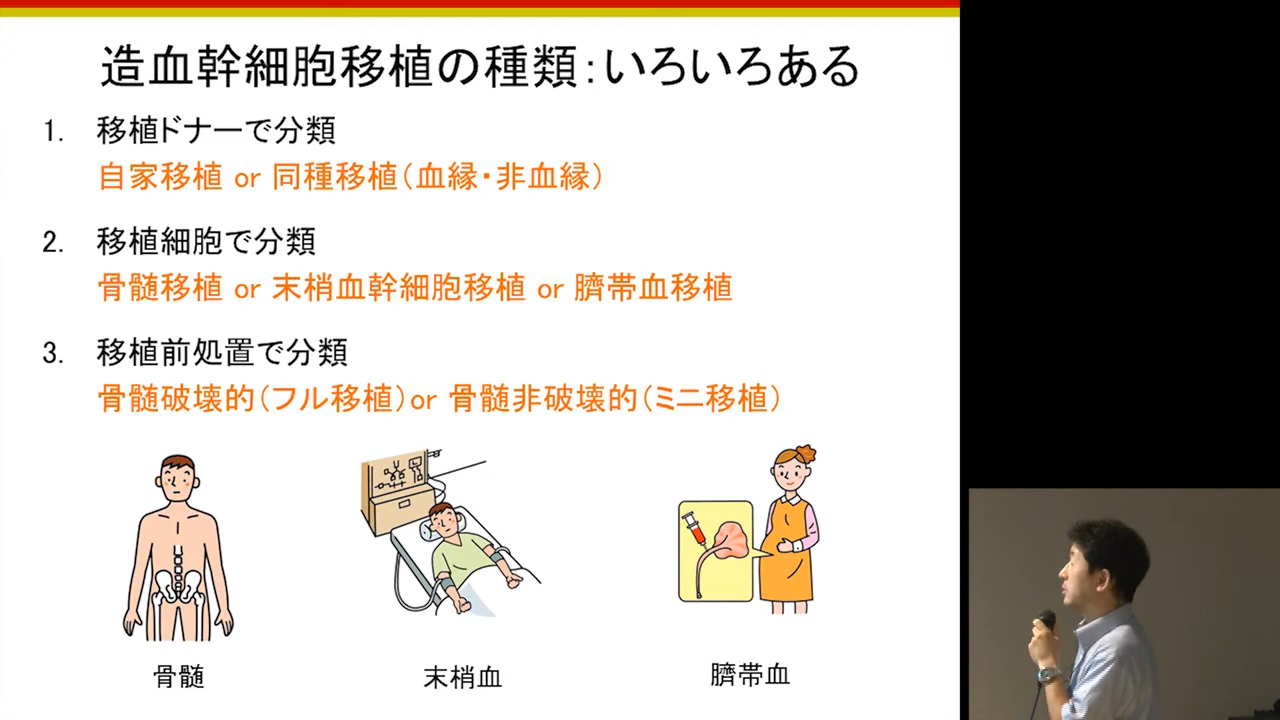 造血幹細胞移植の種類：いろいろある
1. 移植ドナーで分類
自家移植 or 同種移植（血縁・非血縁）
2. 移植細胞で分類
骨髄移植 or 末梢血幹細胞移植 or 臍帯血移植
3. 移植前処置で分類
骨髄破壊的（フル移植）or 骨髄非破壊的（ミニ移植）
骨髄
末梢血
臍帯血